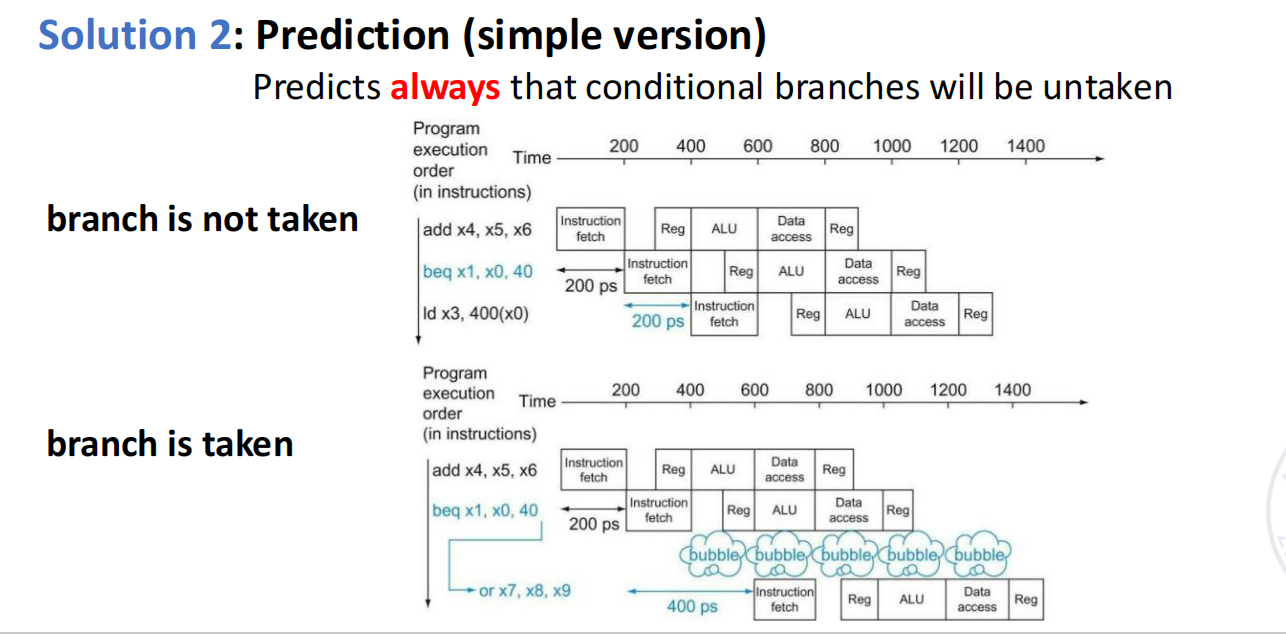 Solution 2: Prediction (simple version)
Predicts always that conditional branches will be untaken
Program
execution
order
(in instructions)
Time
200 400 600 800 1000 1200 1400
branch is not taken
add x4, x5, x6
Instruction
fetch
Reg
ALU
Data
access
Reg
beq x1, x0, 40
200 ps
Instruction
fetch
Reg
ALU
Data
access
Reg
ld x3, 400(x0)
200 ps
Instruction
fetch
Reg
ALU
Data
access
Reg
Program
execution
order
(in instructions)
Time
200 400 600 800 1000 1200 1400
branch is taken
add x4, x5, x6
Instruction
fetch
Reg
ALU
Data
access
Reg
beq x1, x0, 40
200 ps
Instruction
fetch
Reg
ALU
Data
access
Reg
bubble bubble bubble bubble bubble
or x7, x8, x9
400 ps
Instruction
fetch
Reg
ALU
Data
access
Reg